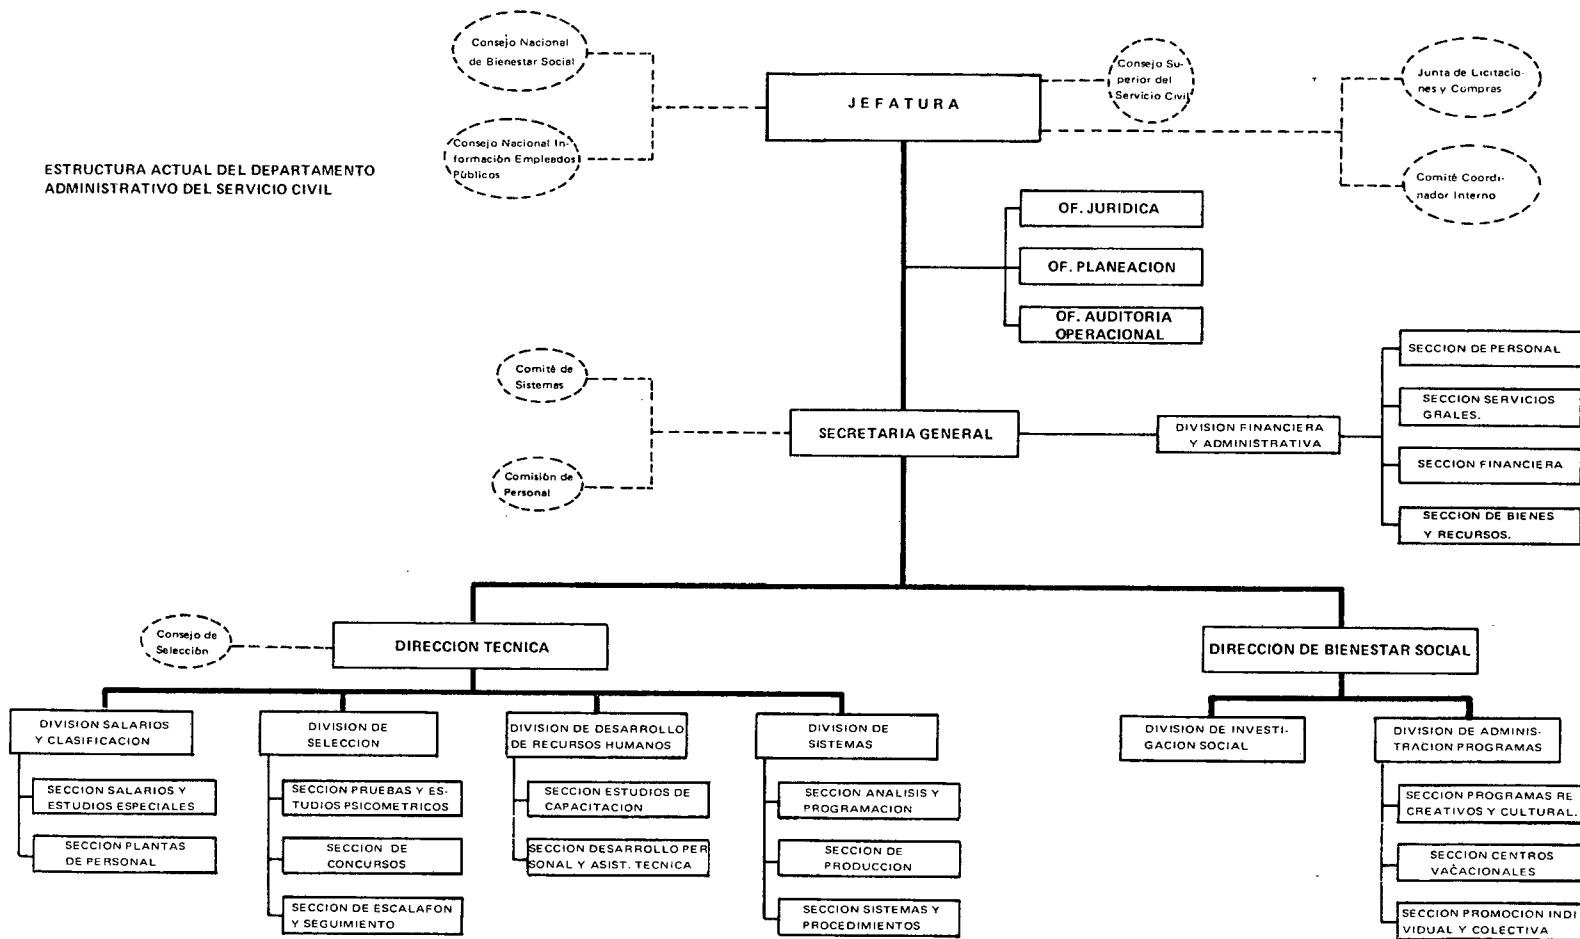 Consejo Nacional
de Bienestar Social
Consejo Nacional In-
formación Empleados
Públicos
JEFATURA
Consejo Su-
perior del
Servicio Civil
Junta de Licitacio-
nes y Compras
Comité Coordi-
nador Interno
ESTRUCTURA ACTUAL DEL DEPARTAMENTO
ADMINISTRATIVO DEL SERVICIO CIVIL
OF. JURIDICA
OF. PLANEACION
OF. AUDITORIA
OPERACIONAL
Comité de
Sistemas
Comisión de
Personal
SECRETARIA GENERAL
DIVISION FINANCIERA
Y ADMINISTRATIVA
SECCION DE PERSONAL
SECCION SERVICIOS
GRALES.
SECCION FINANCIERA
SECCION DE BIENES
Y RECURSOS.
Consejo de
Selección
DIRECCION TECNICA
DIRECCION DE BIENESTAR SOCIAL
DIVISION SALARIOS
Y CLASIFICACION
SECCION SALARIOS Y
ESTUDIOS ESPECIALES
SECCION PLANTAS
DE PERSONAL
DIVISION DE
SELECCION
SECCION PRUEBAS Y ES-
TUDIOS PSICOMETRICOS
SECCION DE
CONCURSOS
SECCION DE ESCALAFON
Y SEGUIMIENTO
DIVISION DE DESARROLLO
DE RECURSOS HUMANOS
SECCION ESTUDIOS DE
CAPACITACION
SECCION DESARROLLO PER
SONAL Y ASIST. TECNICA
DIVISION DE
SISTEMAS
SECCION ANALISIS Y
PROGRAMACION
SECCION DE
PRODUCCION
SECCION SISTEMAS Y
PROCEDIMIENTOS
DIVISION DE INVESTI-
GACION SOCIAL
DIVISION DE ADMINIS-
TRACION PROGRAMAS
SECCION PROGRAMAS RE
CREATIVOS Y CULTURAL.
SECCION CENTROS
VACACIONALES
SECCION PROMOCION INDI
VIDUAL Y COLECTIVA